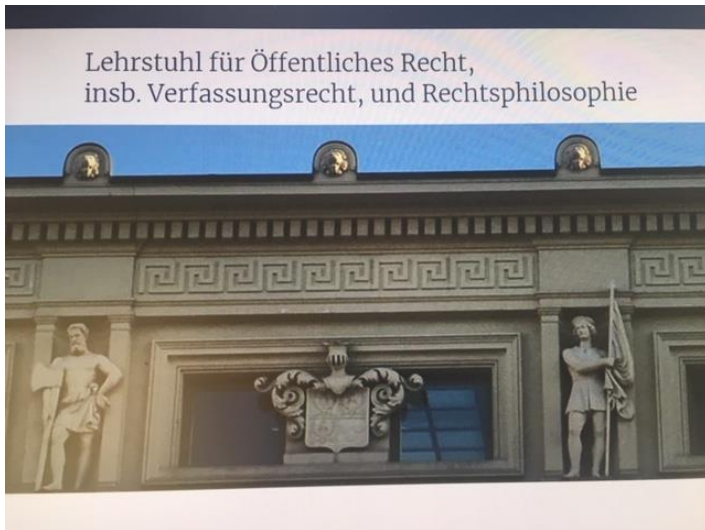 Lehrstuhl für Öffentliches Recht,
insb. Verfassungsrecht, und Rechtsphilosophie